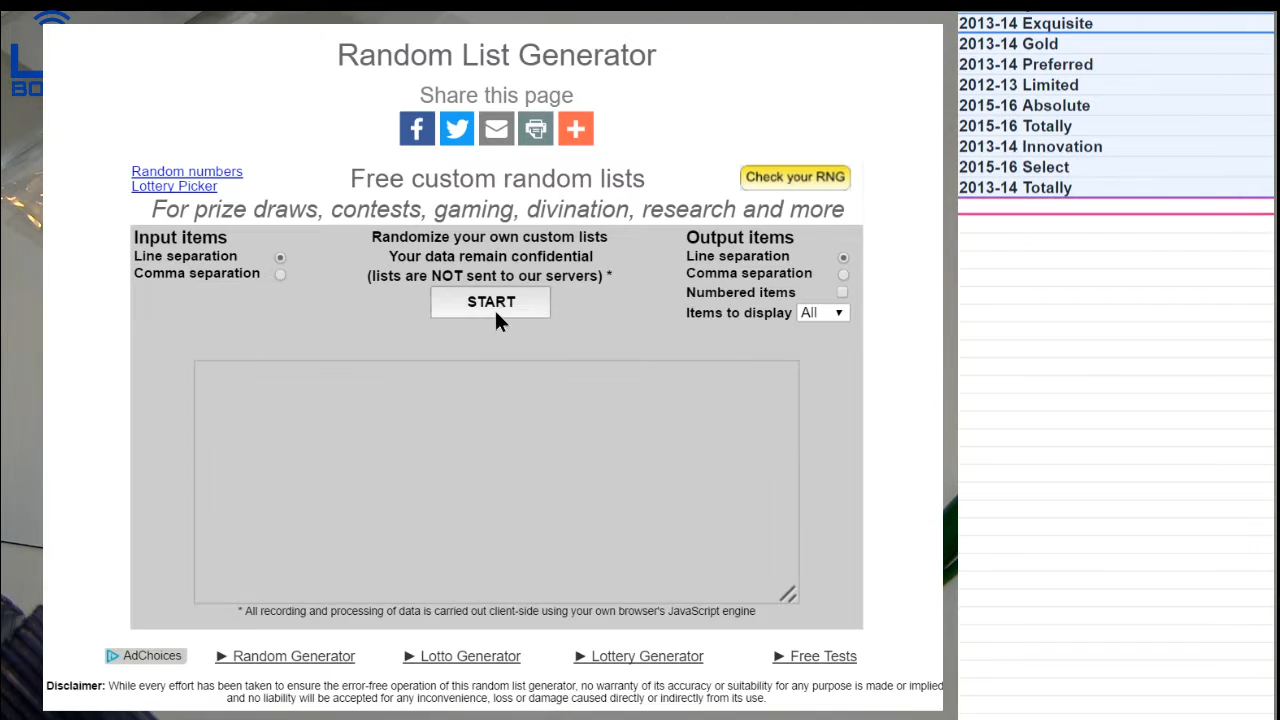 Random List Generator
Share this page
Random numbers
Lottery Picker
Free custom random lists
Check your RNG
For prize draws, contests, gaming, divination, research and more
Input items
Line separation
Comma separation
Randomize your own custom lists
Your data remain confidential
(lists are NOT sent to our servers) *
START
Output items
Line separation
Comma separation
Numbered items
Items to display All
* All recording and processing of data is carried out client-side using your own browser's JavaScript engine
AdChoices
► Random Generator
► Lotto Generator
► Lottery Generator
► Free Tests
Disclaimer: While every effort has been taken to ensure the error-free operation of this random list generator, no warranty of its accuracy or suitability for any purpose is made or implied
and no liability will be accepted for any inconvenience, loss or damage caused directly or indirectly from its use.
2013-14 Exquisite
2013-14 Gold
2013-14 Preferred
2012-13 Limited
2015-16 Absolute
2015-16 Totally
2013-14 Innovation
2015-16 Select
2013-14 Totally